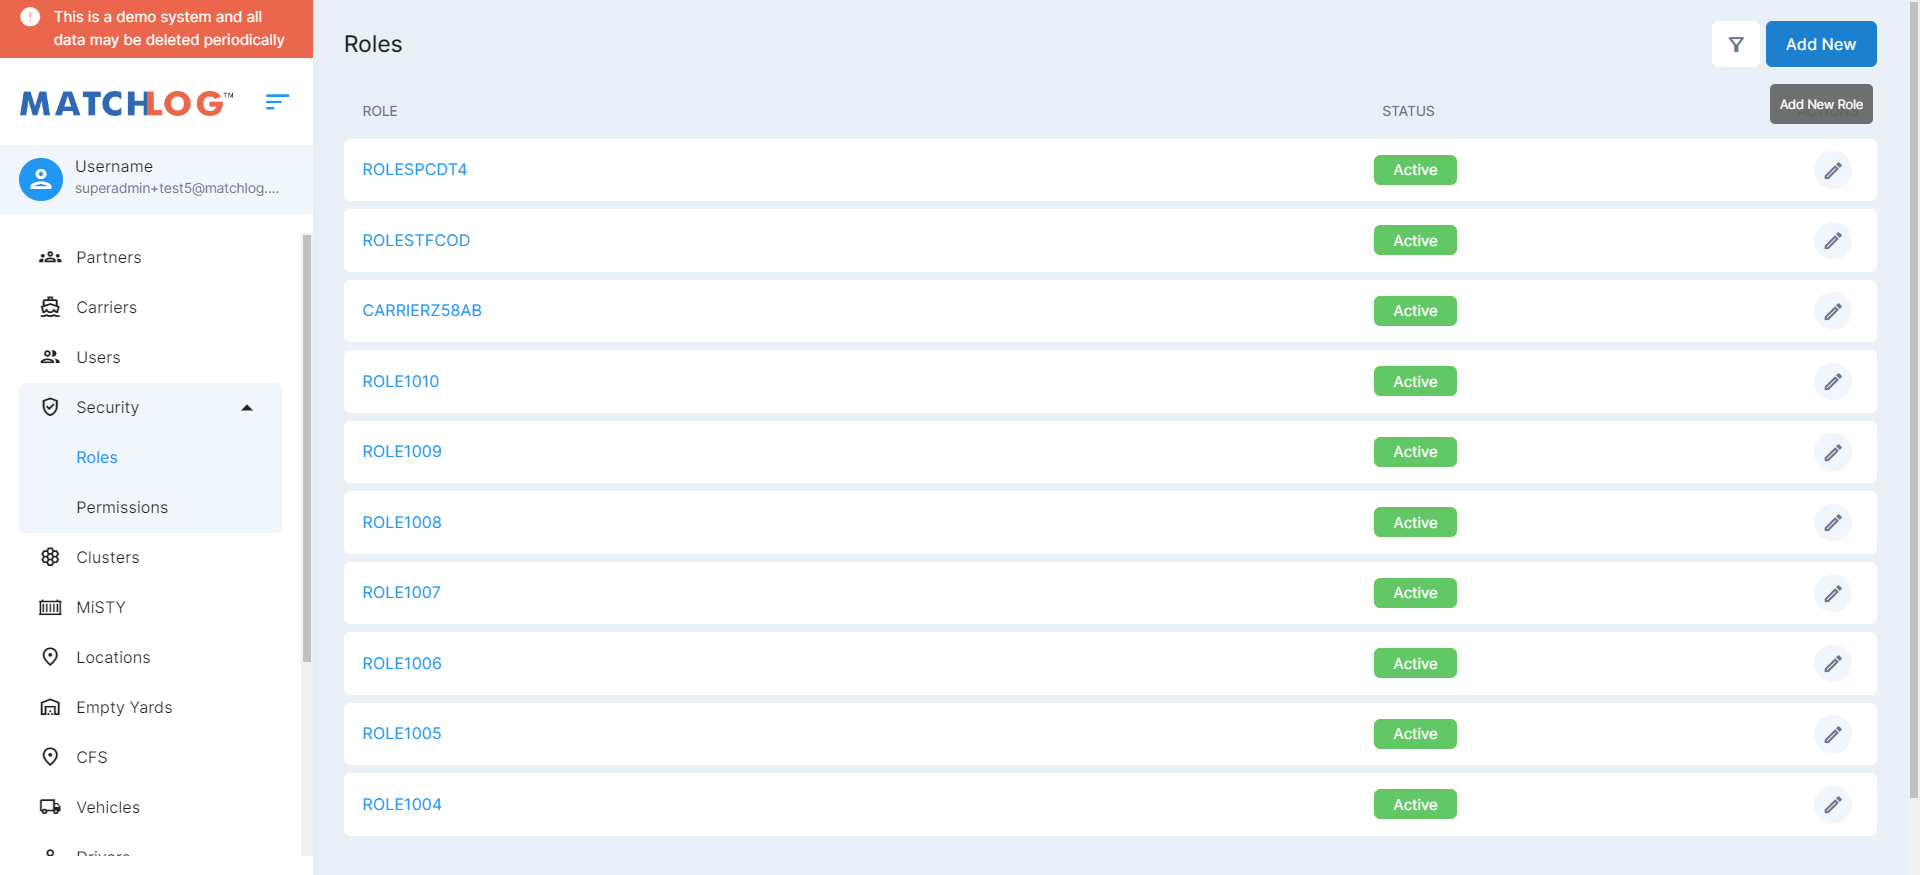 This is a demo system and all
data may be deleted periodically
MATCHLOG™
Username
superadmin+test5@matchlog....
Partners
Carriers
Users
Security
Roles
Permissions
Clusters
MiSTY
Locations
Empty Yards
CFS
Vehicles
Drivers
Roles
Add New
Add New Role
ROLE STATUS ACTIONS
ROLESPCDT4 Active
ROLESTFCOD Active
CARRIERZ58AB Active
ROLE1010 Active
ROLE1009 Active
ROLE1008 Active
ROLE1007 Active
ROLE1006 Active
ROLE1005 Active
ROLE1004 Active